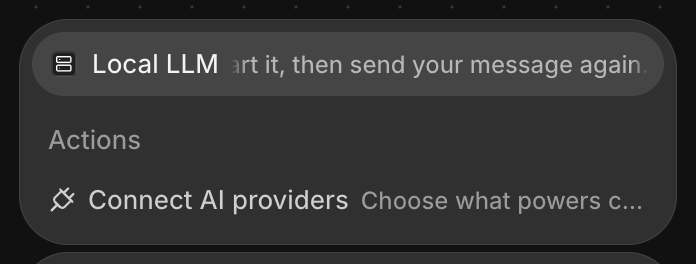 Local LLM art it, then send your message again.
Actions
Connect AI providers Choose what powers c...